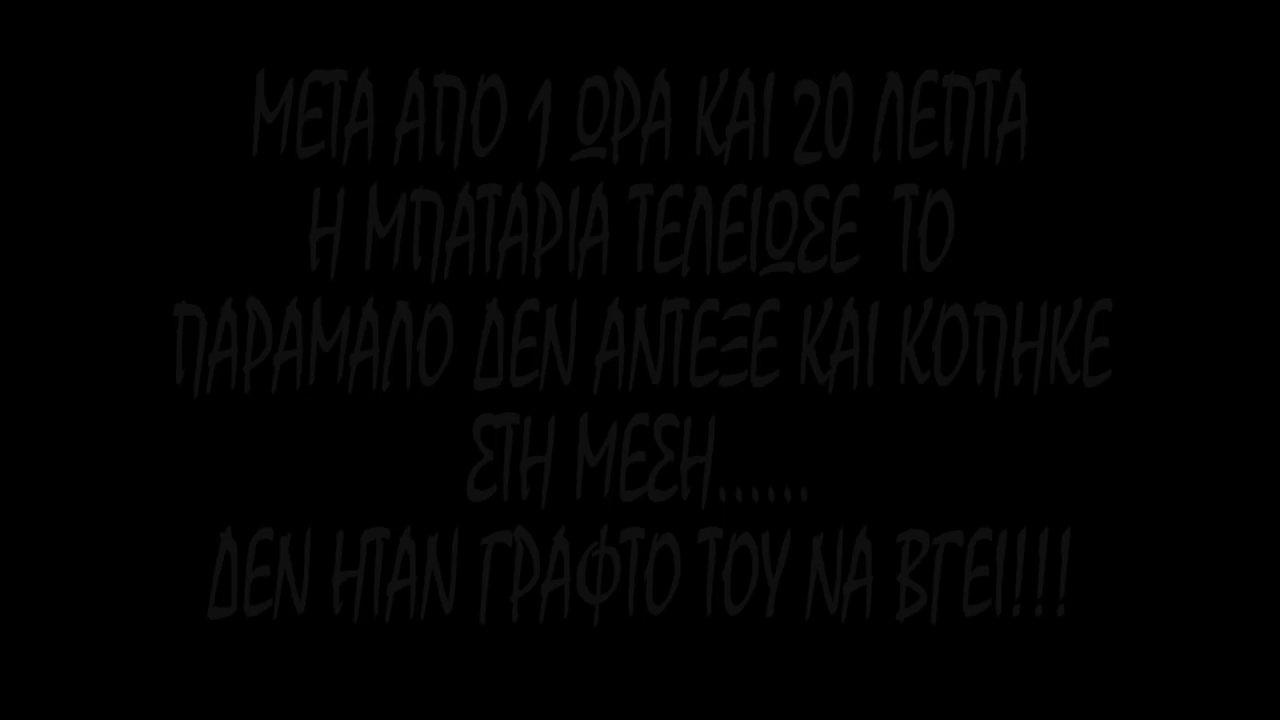 ΜΕΤΑ ΑΠΟ 1 ΩΡΑ ΚΑΙ 20 ΛΕΠΤΑ
Η ΜΠΑΤΑΡΙΑ ΤΕΛΕΙΩΣΕ ΤΟ
ΠΑΡΑΜΑΛΟ ΔΕΝ ΑΝΤΕΞΕ ΚΑΙ ΚΟΠΗΚΕ
ΣΤΗ ΜΕΣΗ......
ΔΕΝ ΗΤΑΝ ΓΡΑΦΤΟ ΤΟΥ ΝΑ ΒΓΕΙ!!!